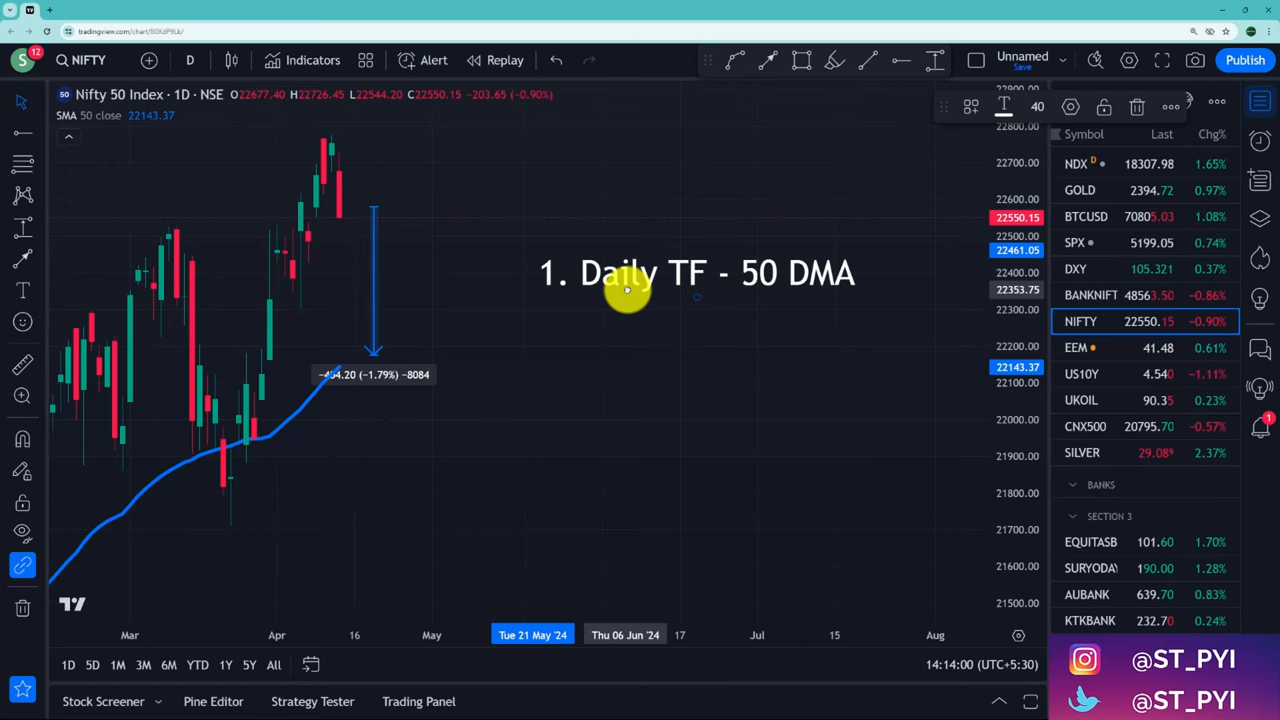 tradingview.com/chart/80XdP9Lk/
S
12
NIFTY
D
Indicators
Alert
Replay
Unnamed
Save
Publish
50
Nifty 50 Index · 1D · NSE O22677.40 H22726.45 L22544.20 C22550.15 −203.65 (−0.90%)
SMA 50 close 22143.37
T
40
1. Daily TF - 50 DMA
(−1.79%) −8084
22800.00
22700.00
22600.00
22550.15
22500.00
22461.05
22400.00
22353.75
22300.00
22200.00
22143.37
22100.00
22000.00
21900.00
21800.00
21700.00
21600.00
21500.00
Mar
Apr
16
May
Tue 21 May '24
Thu 06 Jun '24
17
Jul
15
Aug
1D 5D 1M 3M 6M YTD 1Y 5Y All
14:14:00 (UTC+5:30)
Stock Screener
Pine Editor
Strategy Tester
Trading Panel
Symbol Last Chg%
NDX D 18307.98 1.65%
GOLD 2394.72 0.97%
BTCUSD 70805.03 1.08%
SPX 5199.05 0.74%
DXY 105.321 0.37%
BANKNIFT 48563.50 −0.86%
NIFTY 22550.15 −0.90%
EEM 41.48 0.61%
US10Y 4.540 −1.11%
UKOIL 90.35 0.23%
CNX500 20795.70 −0.57%
SILVER 29.089 2.37%
BANKS
SECTION 3
EQUITASB 101.60 1.70%
SURYODAY 190.00 1.28%
AUBANK 639.70 0.83%
KTKBANK 232.70 0.24%
1
@ST_PYI
@ST_PYI